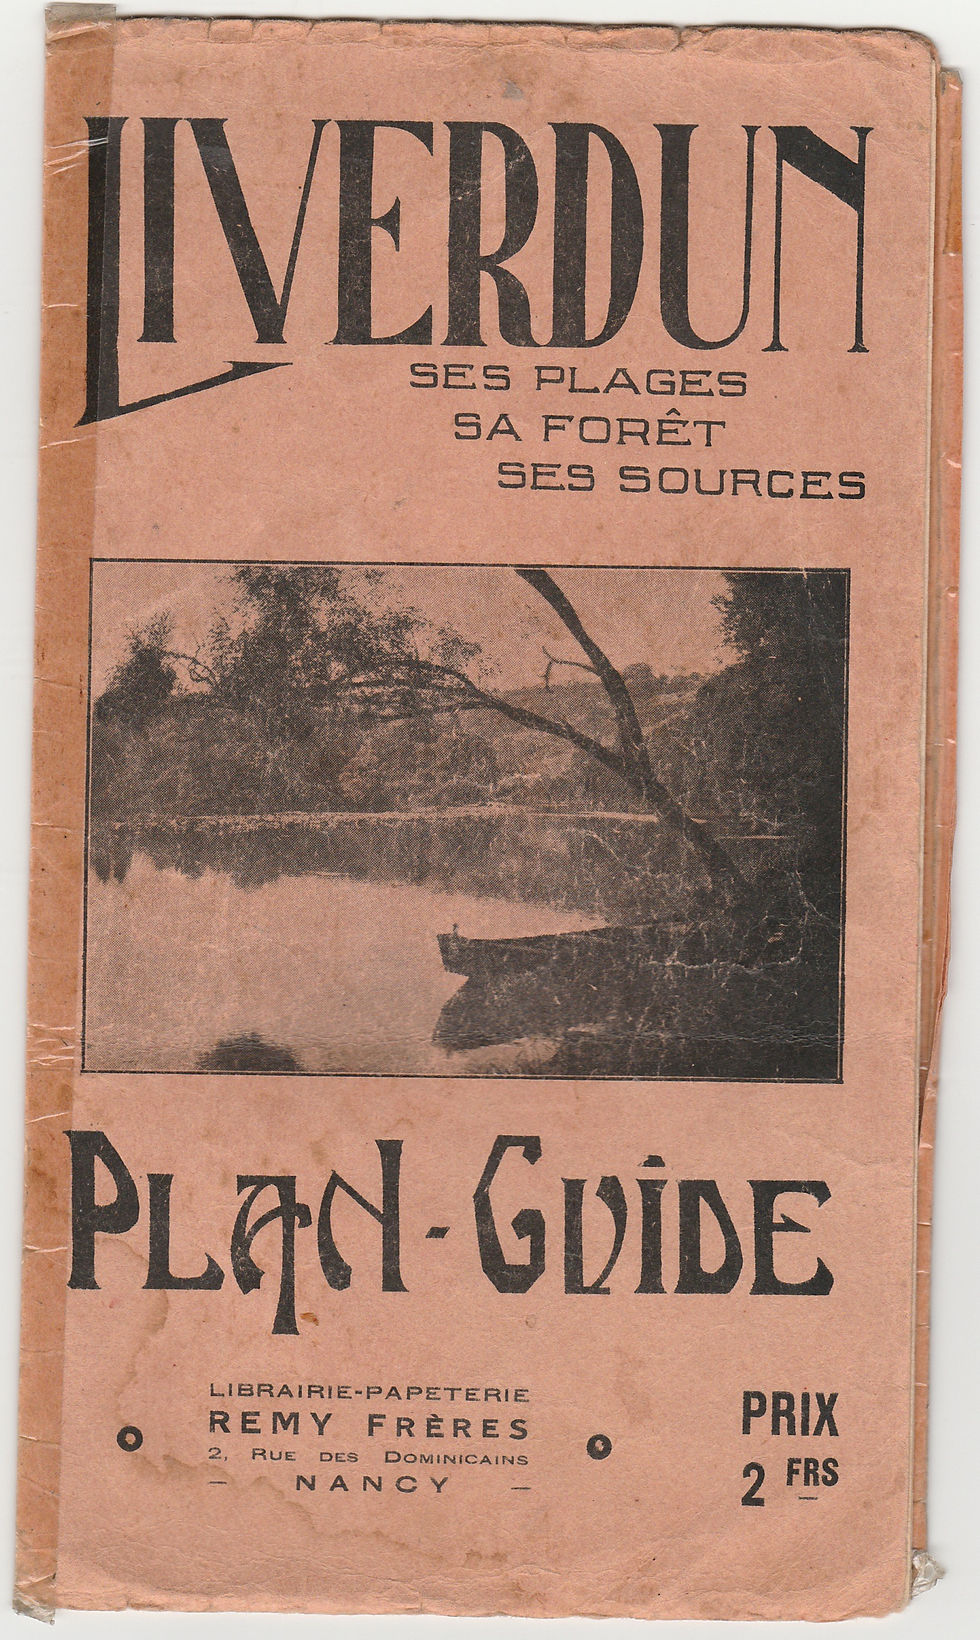 LIVERDUN
SES PLAGES
SA FORÊT
SES SOURCES
PLAN-GUIDE
LIBRAIRIE-PAPETERIE
REMY FRÈRES
2, RUE DES DOMINICAINS
— NANCY —
PRIX
2 FRS